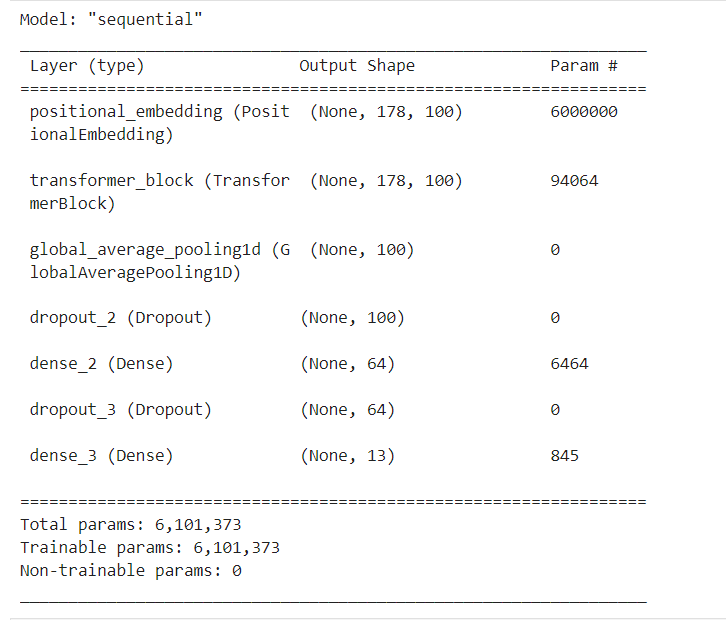 Model: "sequential"
_________________________________________________________________
Layer (type) Output Shape Param #
=================================================================
positional_embedding (Posit (None, 178, 100) 6000000
ionalEmbedding)
transformer_block (Transfor (None, 178, 100) 94064
merBlock)
global_average_pooling1d (G (None, 100) 0
lobalAveragePooling1D)
dropout_2 (Dropout) (None, 100) 0
dense_2 (Dense) (None, 64) 6464
dropout_3 (Dropout) (None, 64) 0
dense_3 (Dense) (None, 13) 845
=================================================================
Total params: 6,101,373
Trainable params: 6,101,373
Non-trainable params: 0
_________________________________________________________________